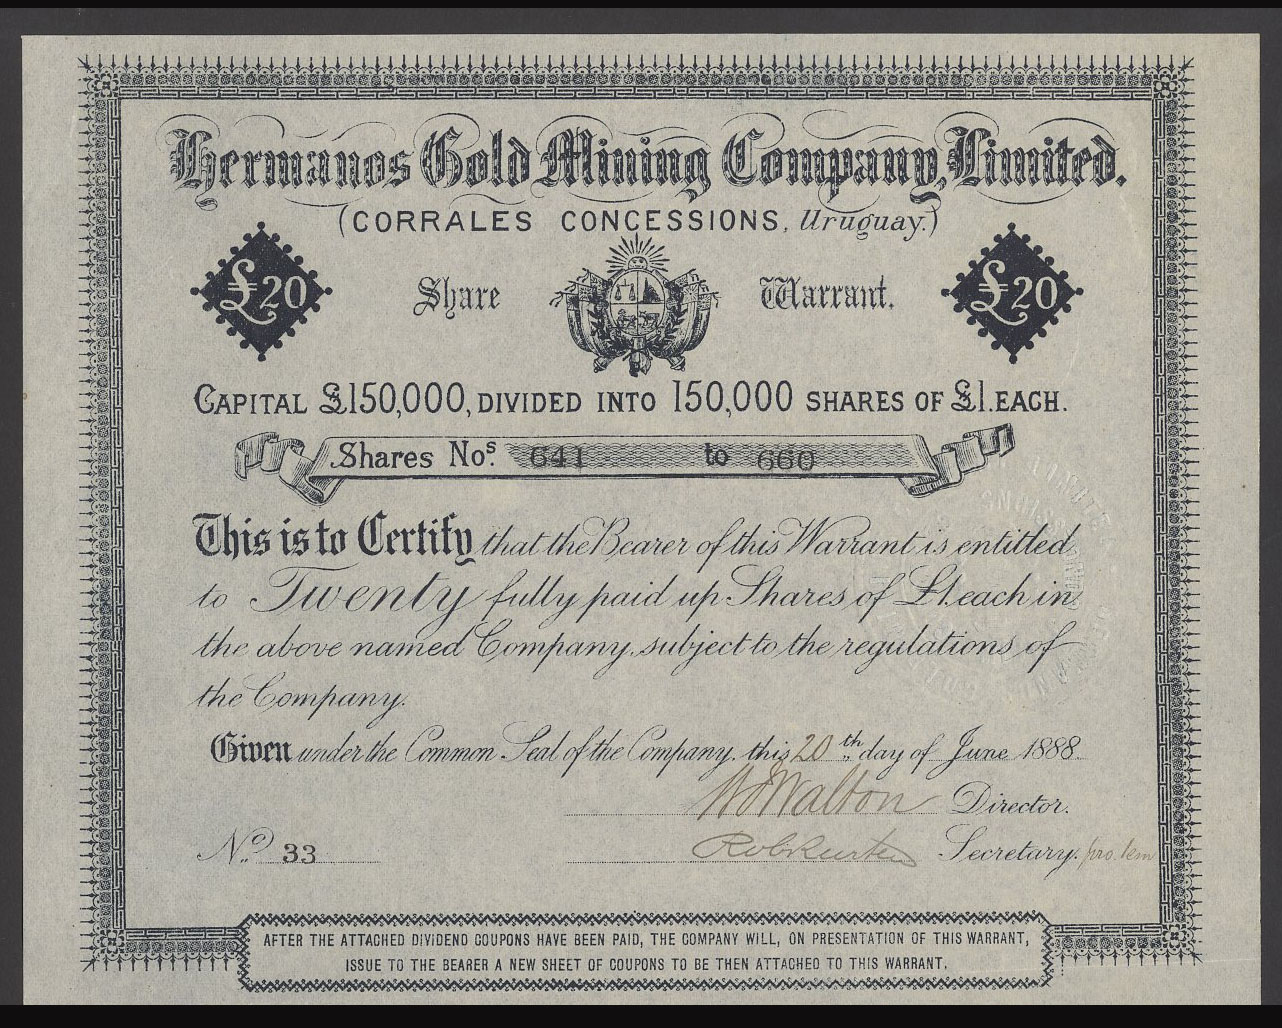 Hermanos Gold Mining Company, Limited.
(CORRALES CONCESSIONS, Uruguay.)
£20 Share Warrant. £20
CAPITAL £150,000, DIVIDED INTO 150,000 SHARES OF £1. EACH.
Shares Nos. 641 to 660
This is to Certify that the Bearer of this Warrant is entitled
to Twenty fully paid up Shares of £1. each in
the above named Company, subject to the regulations of
the Company.
Given under the Common Seal of the Company, this 20th day of June 1888.
Walton Director.
No. 33 Secretary. pro. tem
AFTER THE ATTACHED DIVIDEND COUPONS HAVE BEEN PAID, THE COMPANY WILL, ON PRESENTATION OF THIS WARRANT,
ISSUE TO THE BEARER A NEW SHEET OF COUPONS TO BE THEN ATTACHED TO THIS WARRANT.